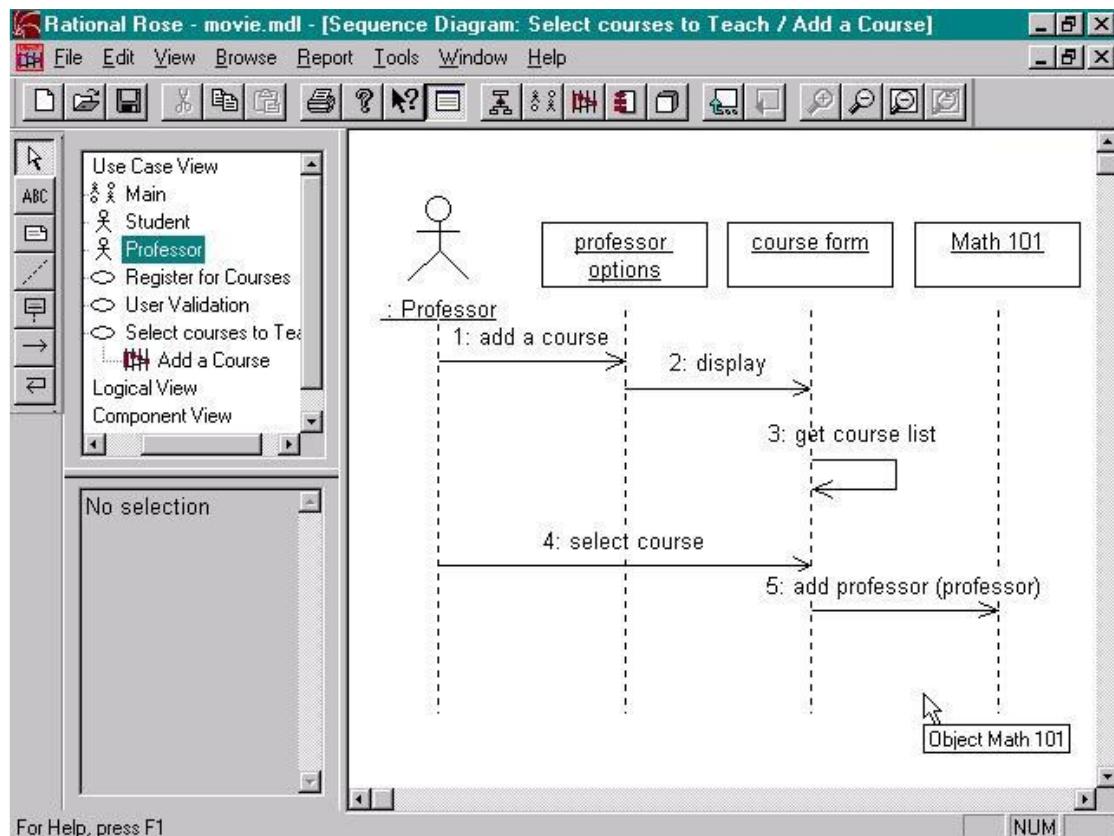 Rational Rose - movie.mdl - [Sequence Diagram: Select courses to Teach / Add a Course]
File Edit View Browse Report Tools Window Help
ABC
Use Case View
Main
Student
Professor
Register for Courses
User Validation
Select courses to Tea
Add a Course
Logical View
Component View
No selection
professor
options
course form
Math 101
: Professor
1: add a course
2: display
3: get course list
4: select course
5: add professor (professor)
Object Math 101
For Help, press F1
NUM